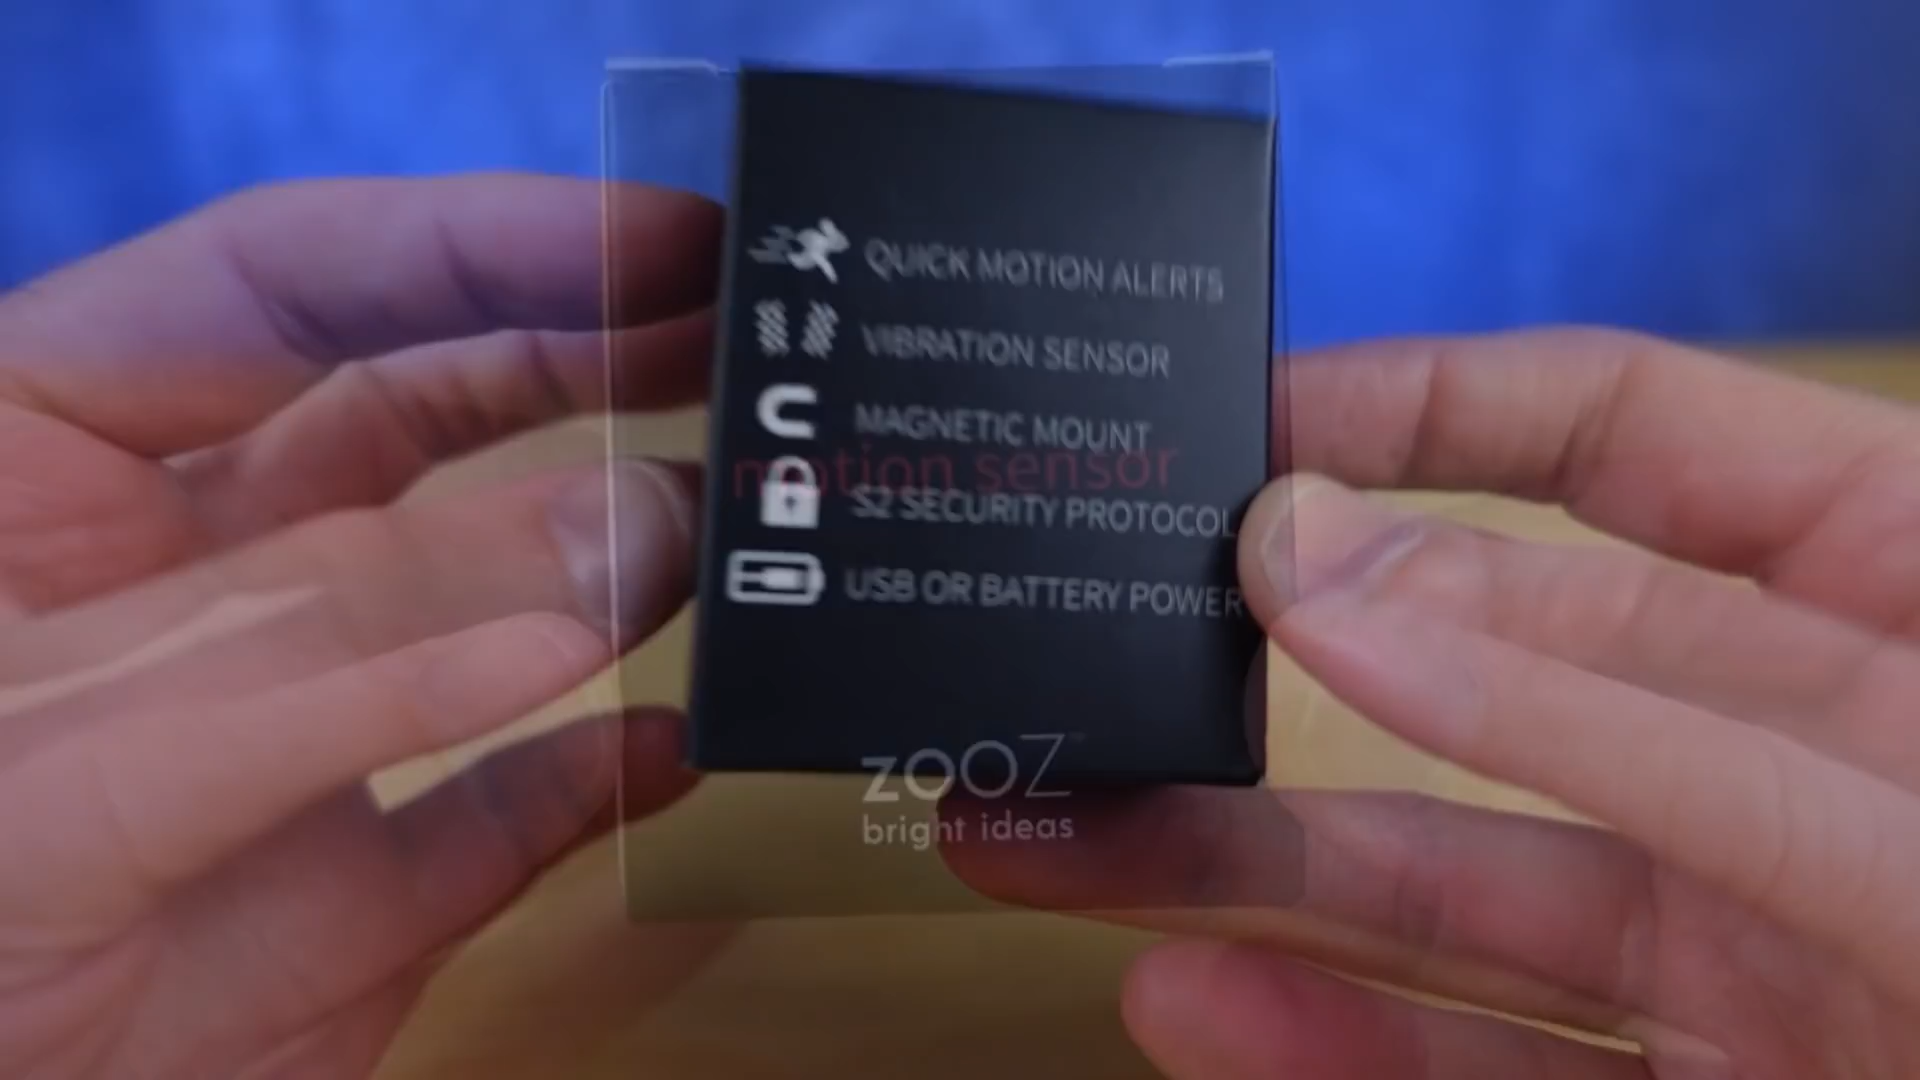 QUICK MOTION ALERTS
VIBRATION SENSOR
MAGNETIC MOUNT
motion sensor
S2 SECURITY PROTOCOL
USB OR BATTERY POWER
zooz
bright ideas